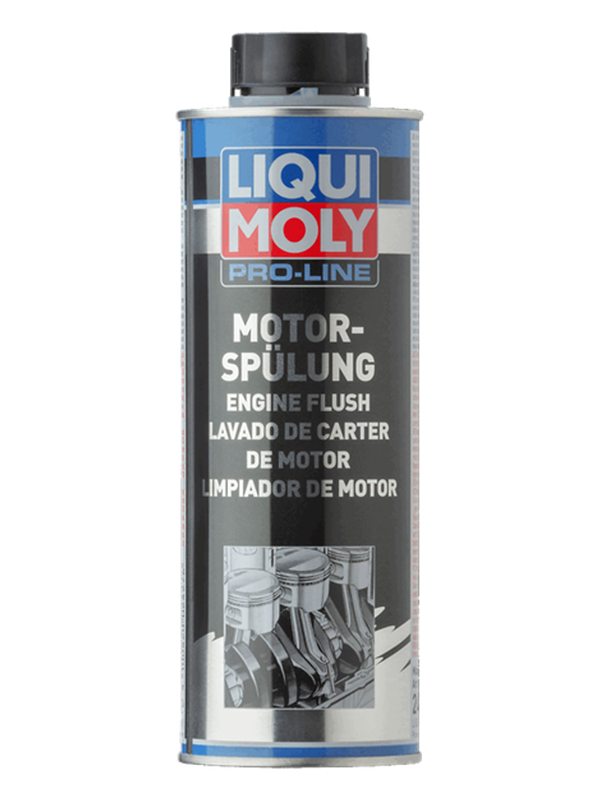 LIQUI
MOLY
PRO-LINE
MOTOR-
SPÜLUNG
ENGINE FLUSH
LAVADO DE CARTER
DE MOTOR
LIMPIADOR DE MOTOR